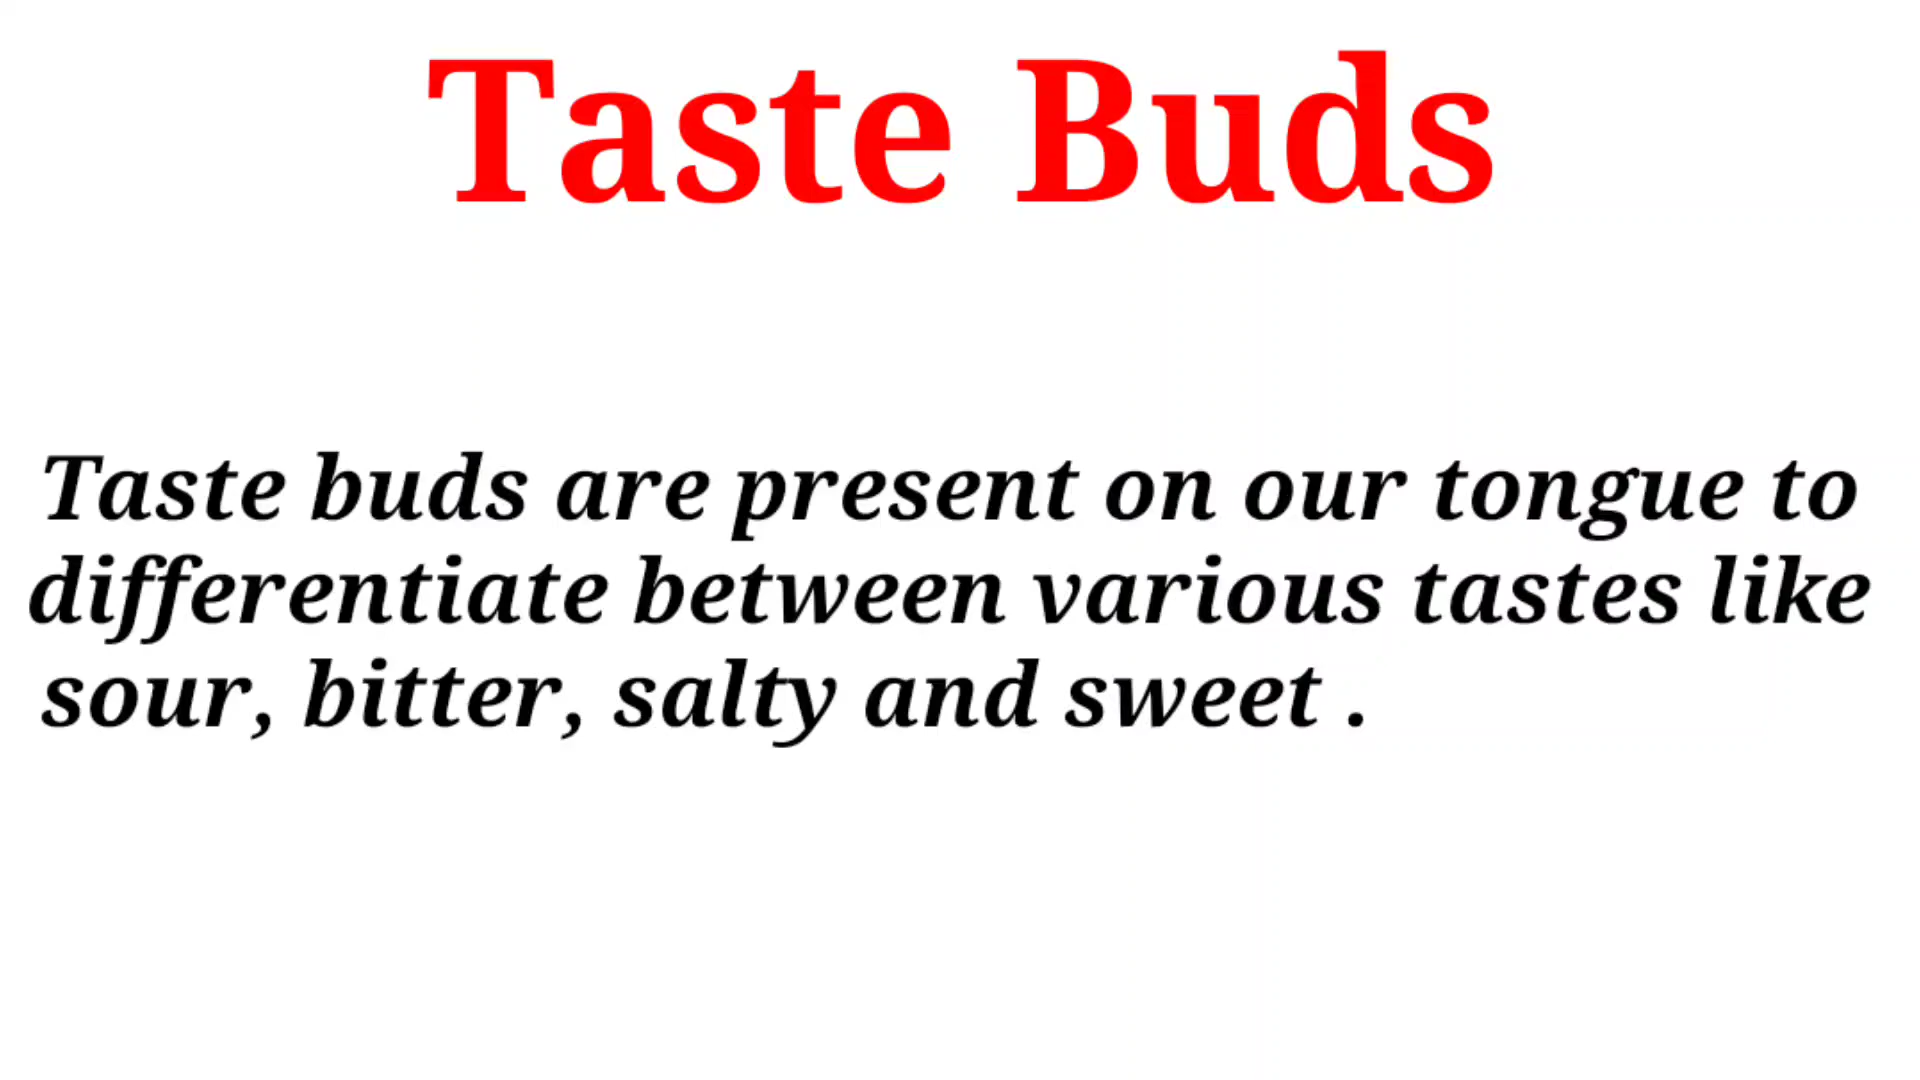 Taste Buds
Taste buds are present on our tongue to
differentiate between various tastes like
sour, bitter, salty and sweet .